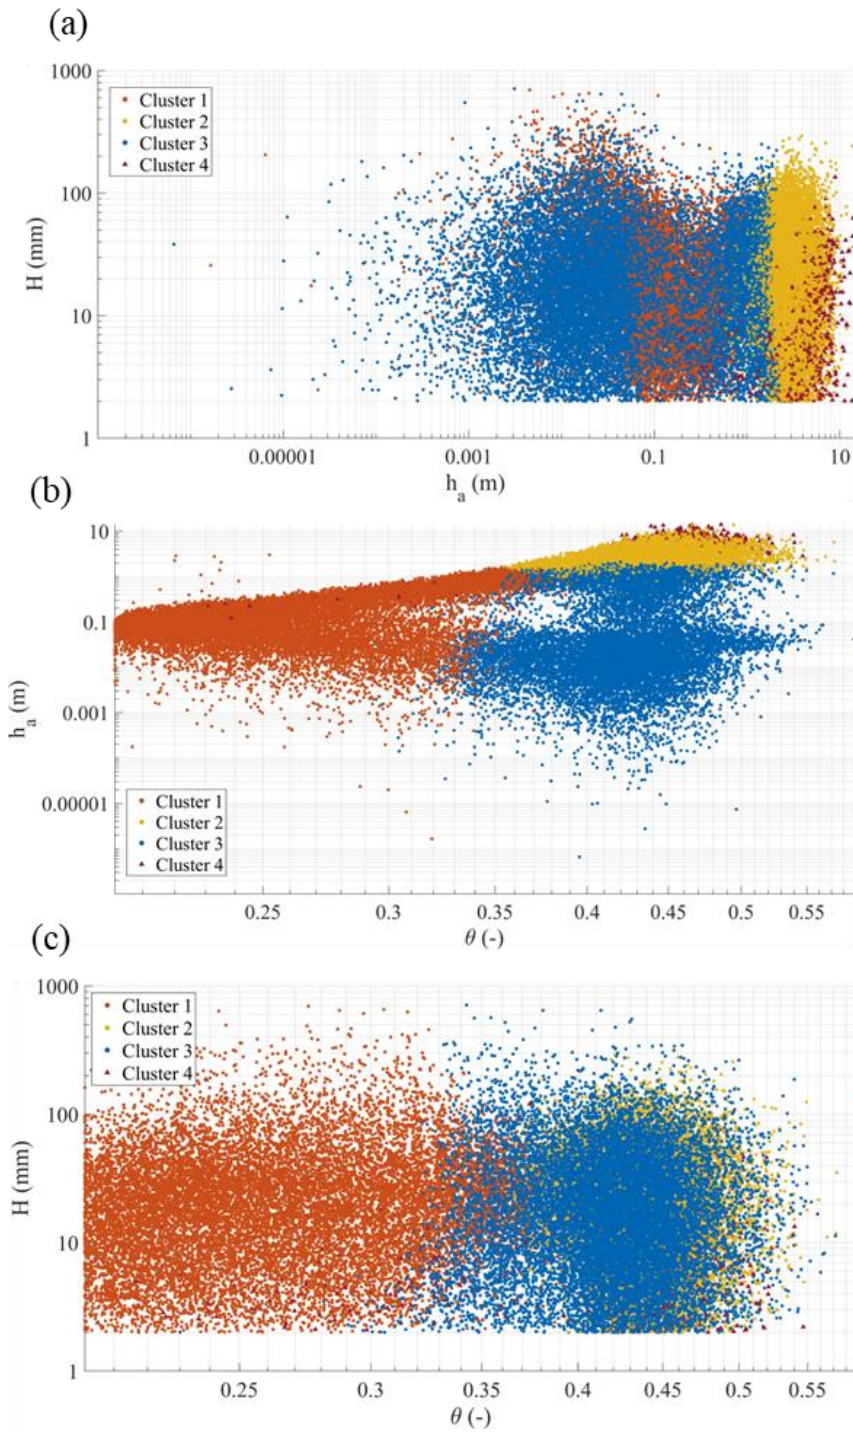 (a)
1000
Cluster 1
Cluster 2
Cluster 3
Cluster 4
100
H (mm)
10
1
0.00001 0.001 0.1 10
hₐ (m)
(b)
10
0.1
hₐ (m)
0.001
0.00001
Cluster 1
Cluster 2
Cluster 3
Cluster 4
0.25 0.3 0.35 0.4 0.45 0.5 0.55
θ (-)
(c)
1000
Cluster 1
Cluster 2
Cluster 3
Cluster 4
100
H (mm)
10
1
0.25 0.3 0.35 0.4 0.45 0.5 0.55
θ (-)